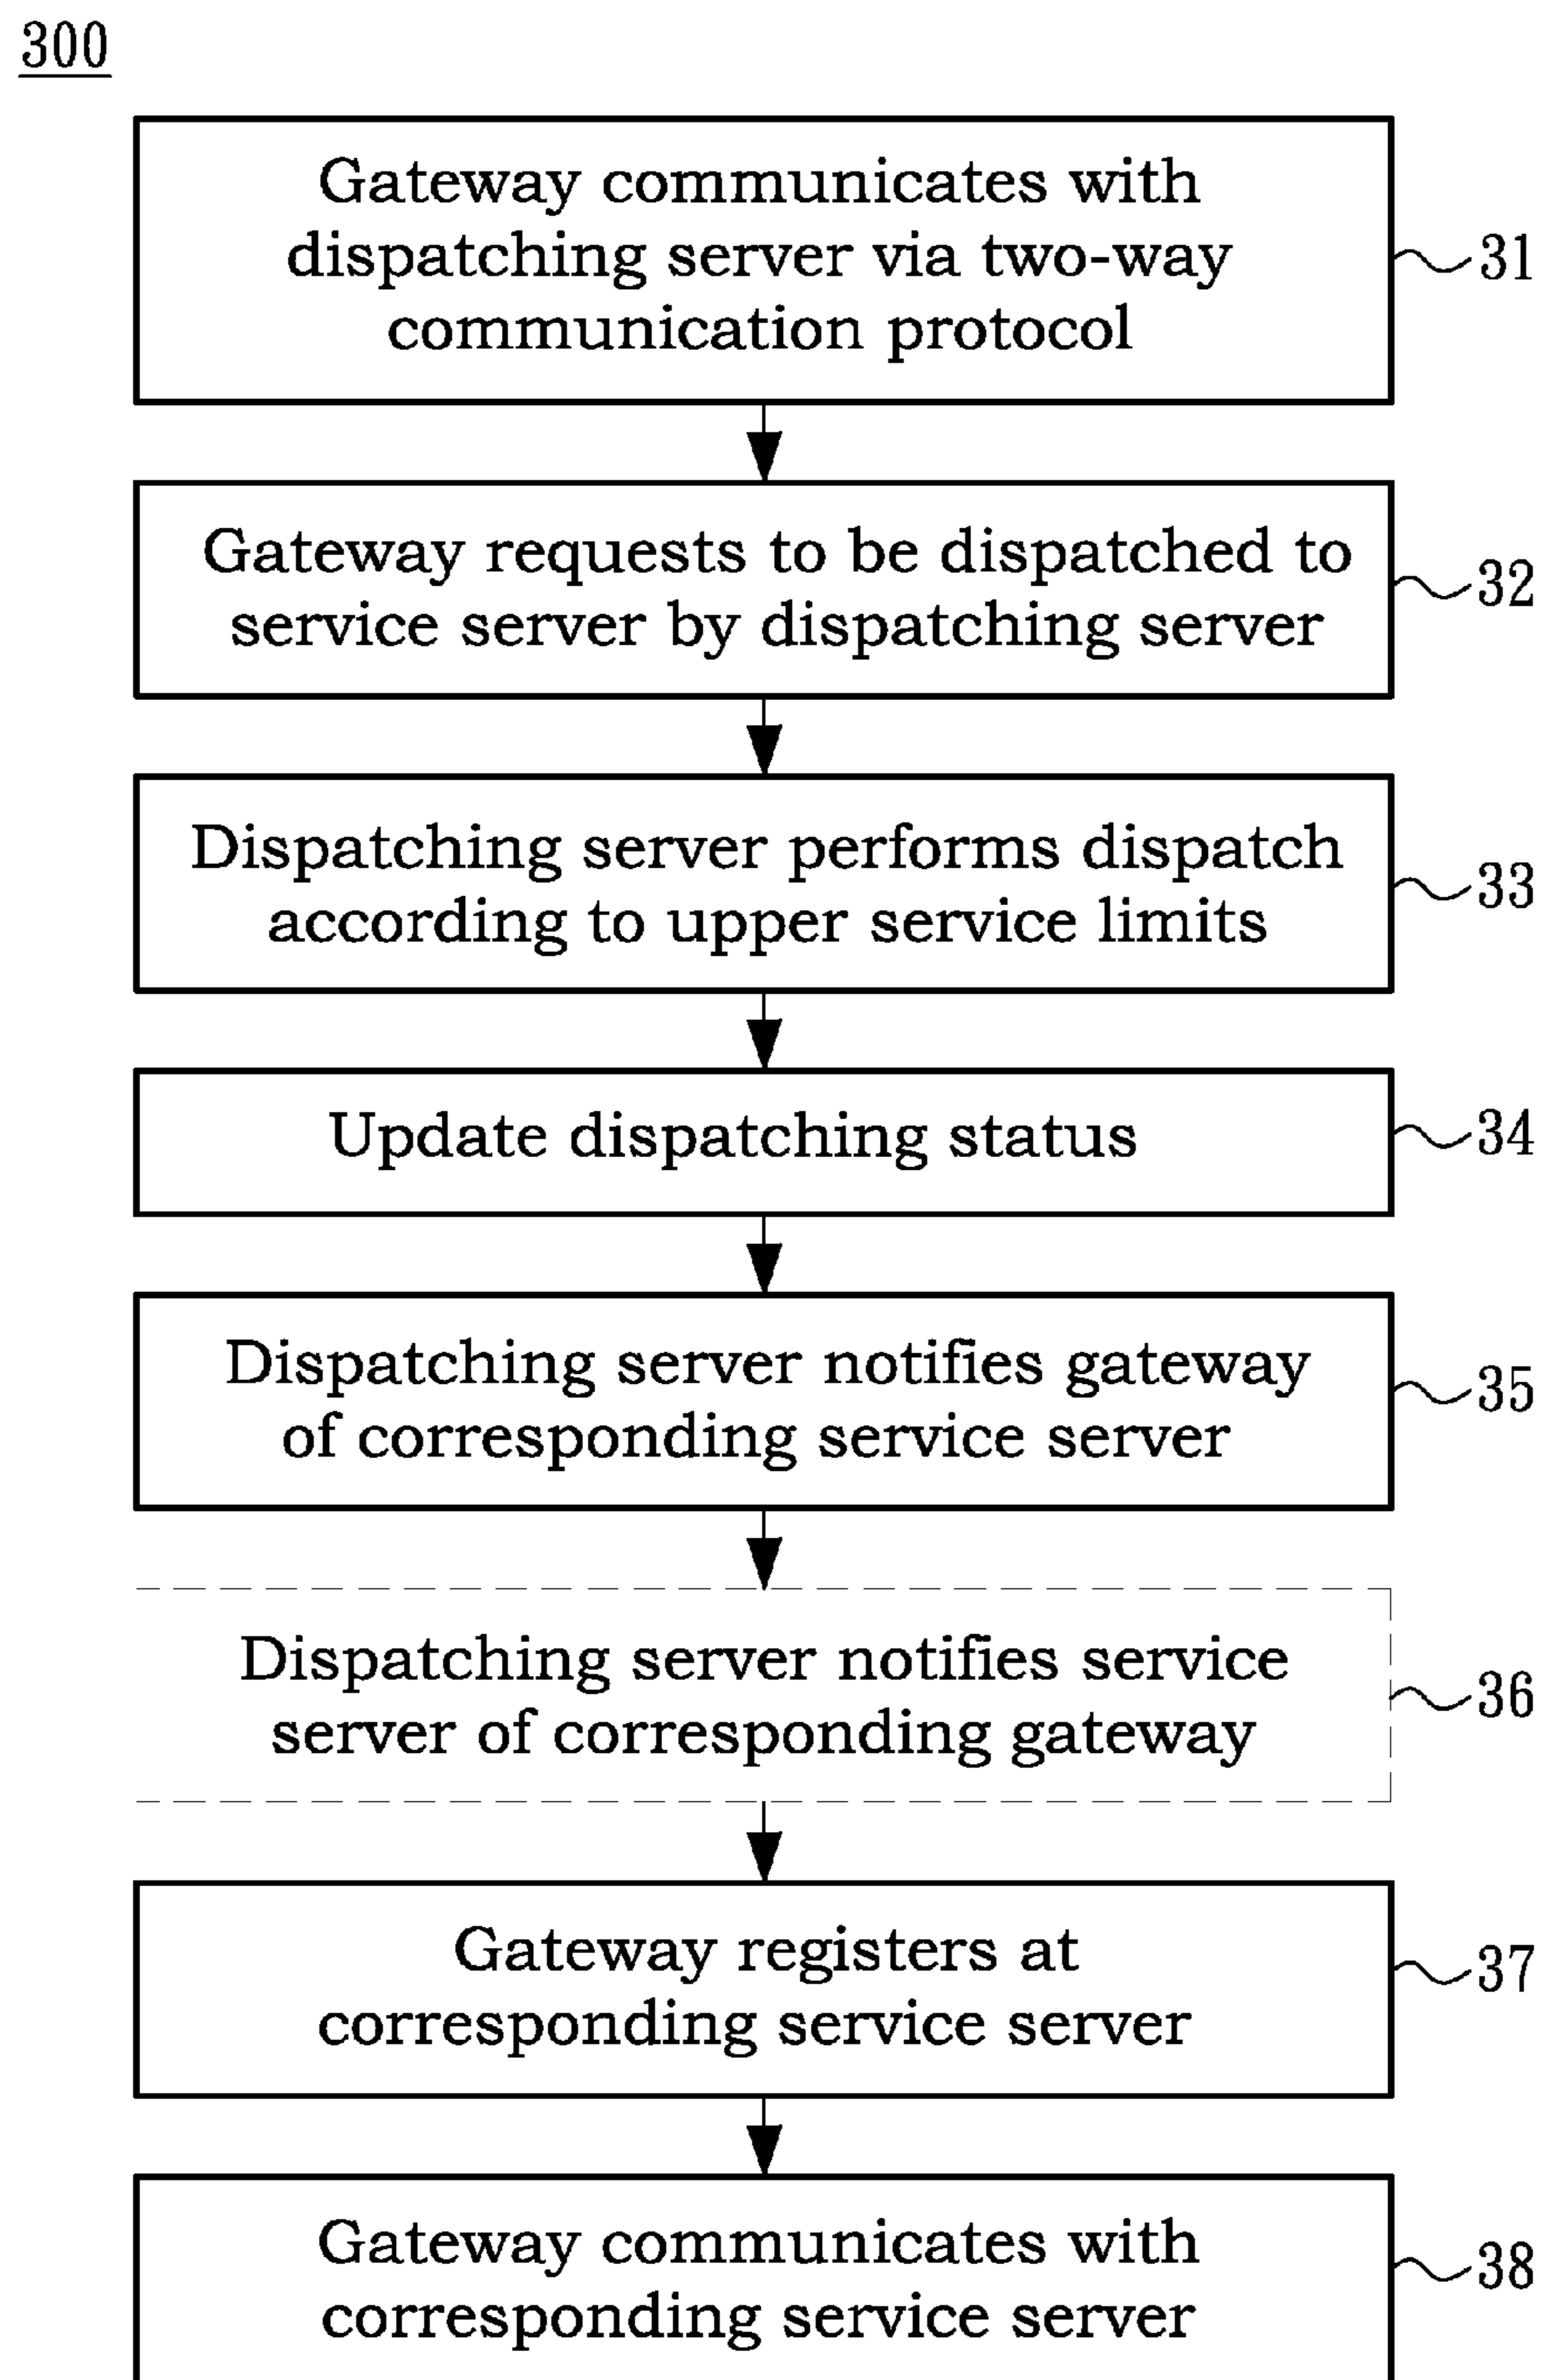 300
Gateway communicates with
dispatching server via two-way
communication protocol
31
Gateway requests to be dispatched to
service server by dispatching server
32
Dispatching server performs dispatch
according to upper service limits
33
Update dispatching status
34
Dispatching server notifies gateway
of corresponding service server
35
Dispatching server notifies service
server of corresponding gateway
36
Gateway registers at
corresponding service server
37
Gateway communicates with
corresponding service server
38